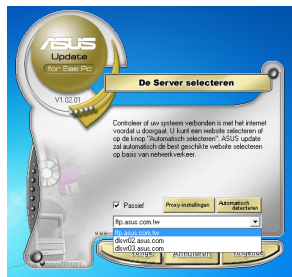 ASUS
Update
for Eee Pc
V1.02.01
De Server selecteren
Controleer of uw systeem verbonden is met het internet
voordat u doorgaat. U kunt een website selecteren of
op de knop "Automatisch selecteren". ASUS update
zal automatisch de best geschikte website selecteren
op basis van netwerkverkeer.
Passief
Proxy-instellingen
Automatisch
detecteren
ftp.asus.com.tw
ftp.asus.com.tw
dlsvr02.asus.com
dlsvr03.asus.com
Vorige
Annuleren
Volgende